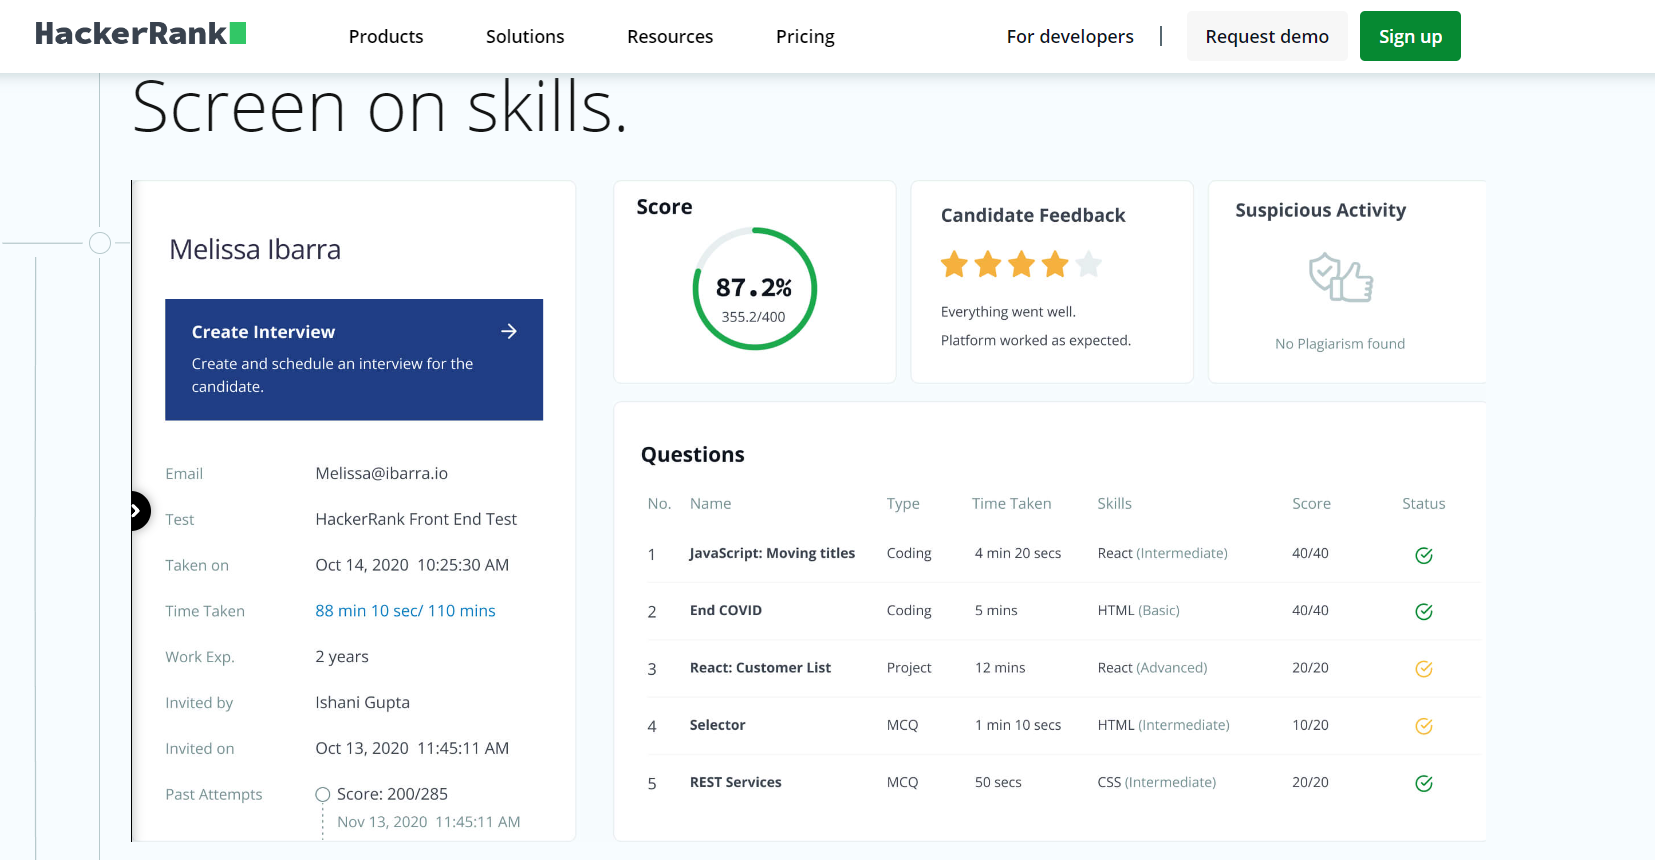 HackerRank
Products Solutions Resources Pricing For developers | Request demo Sign up
Screen on skills.
Melissa Ibarra
Create Interview
Create and schedule an interview for the
candidate.
Email Melissa@ibarra.io
Test HackerRank Front End Test
Taken on Oct 14, 2020 10:25:30 AM
Time Taken 88 min 10 sec/ 110 mins
Work Exp. 2 years
Invited by Ishani Gupta
Invited on Oct 13, 2020 11:45:11 AM
Past Attempts Score: 200/285
Nov 13, 2020 11:45:11 AM
Score
87.2%
355.2/400
Candidate Feedback
Everything went well.
Platform worked as expected.
Suspicious Activity
No Plagiarism found
Questions
No. Name Type Time Taken Skills Score Status
1 JavaScript: Moving titles Coding 4 min 20 secs React (Intermediate) 40/40
2 End COVID Coding 5 mins HTML (Basic) 40/40
3 React: Customer List Project 12 mins React (Advanced) 20/20
4 Selector MCQ 1 min 10 secs HTML (Intermediate) 10/20
5 REST Services MCQ 50 secs CSS (Intermediate) 20/20